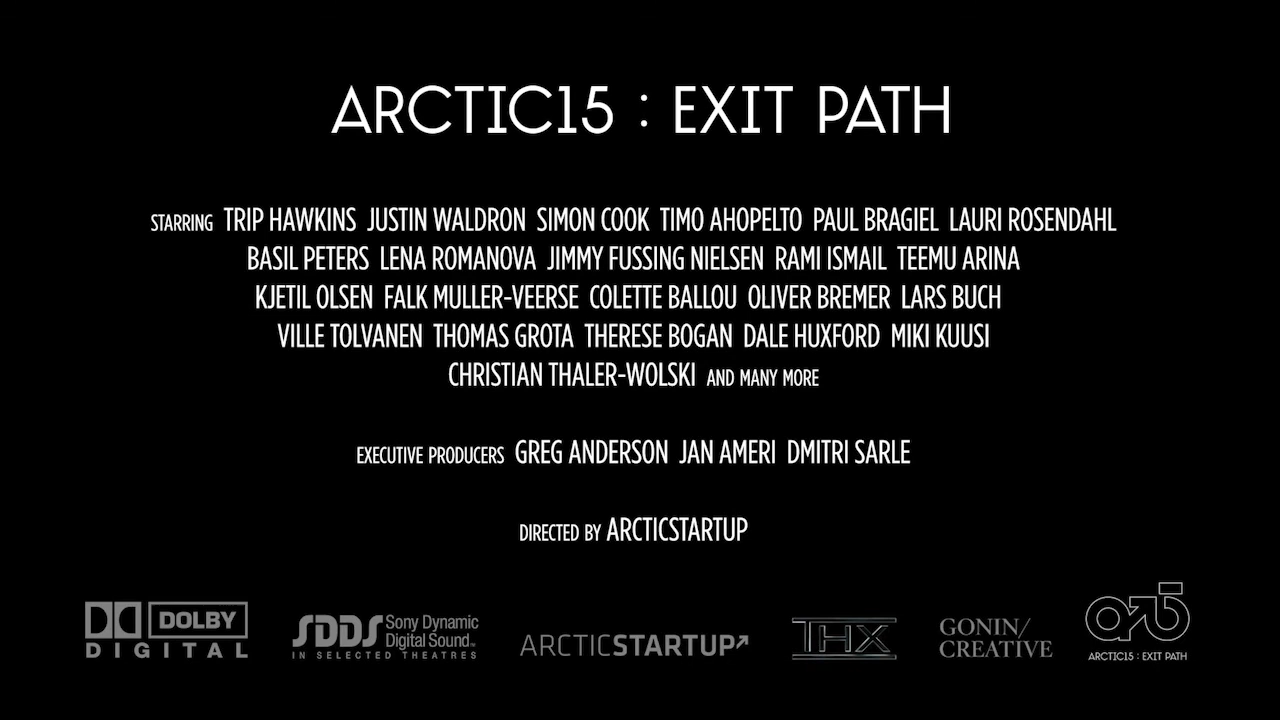 ARCTIC15 : EXIT PATH
STARRING TRIP HAWKINS JUSTIN WALDRON SIMON COOK TIMO AHOPELTO PAUL BRAGIEL LAURI ROSENDAHL
BASIL PETERS LENA ROMANOVA JIMMY FUSSING NIELSEN RAMI ISMAIL TEEMU ARINA
KJETIL OLSEN FALK MULLER-VEERSE COLETTE BALLOU OLIVER BREMER LARS BUCH
VILLE TOLVANEN THOMAS GROTA THERESE BOGAN DALE HUXFORD MIKI KUUSI
CHRISTIAN THALER-WOLSKI AND MANY MORE
EXECUTIVE PRODUCERS GREG ANDERSON JAN AMERI DMITRI SARLE
DIRECTED BY ARCTICSTARTUP
DOLBY
DIGITAL
SDDS Sony Dynamic
Digital Sound™
IN SELECTED THEATRES
ARCTICSTARTUP
THX
GONIN/
CREATIVE
ARCTIC15 : EXIT PATH